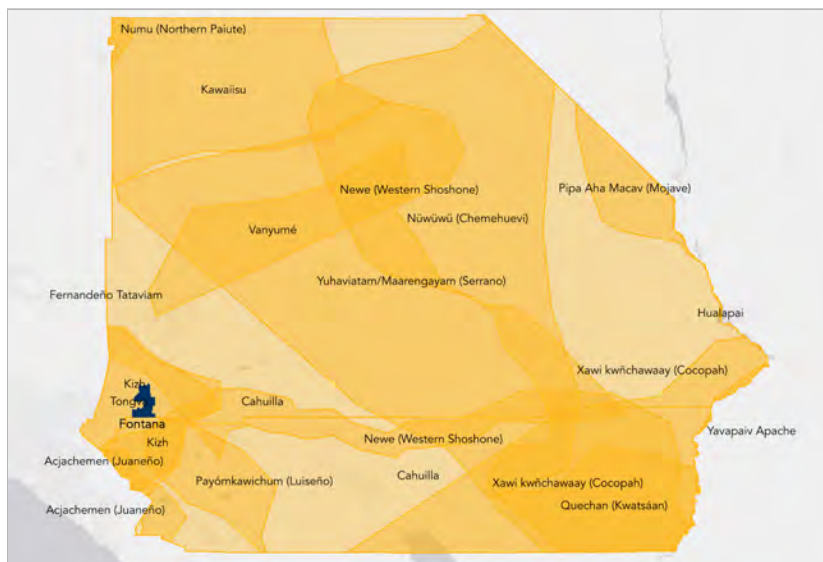 Numu (Northern Paiute)
Kawaiisu
Newe (Western Shoshone)
Pipa Aha Macav (Mojave)
Nüwüwü (Chemehuevi)
Vanyumé
Yuhaviatam/Maarengayam (Serrano)
Fernandeño Tataviam
Hualapai
Xawi kwñchawaay (Cocopah)
Kizh
Tongva
Cahuilla
Fontana
Yavapaiv Apache
Kizh
Newe (Western Shoshone)
Acjachemen (Juaneño)
Cahuilla
Payómkawichum (Luiseño)
Xawi kwñchawaay (Cocopah)
Quechan (Kwatsáan)
Acjachemen (Juaneño)